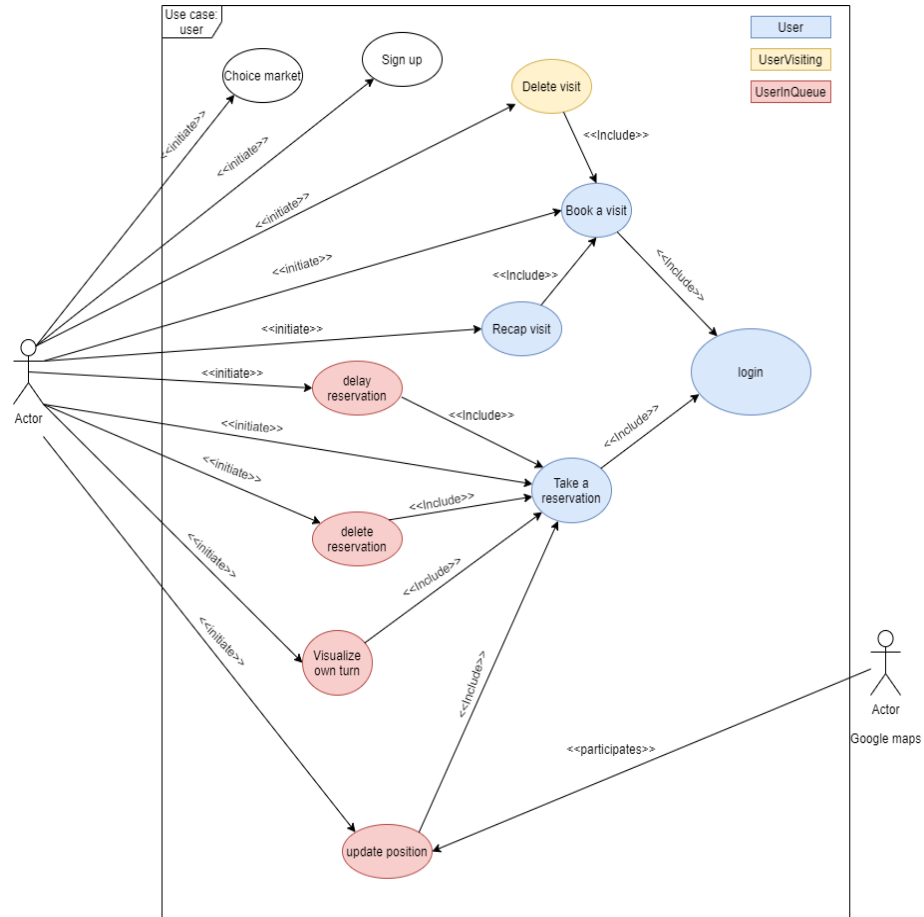 Use case:
user
User
UserVisiting
UserInQueue
Choice market
Sign up
Delete visit
<<initiate>>
<<initiate>>
<<initiate>>
<<Include>>
Book a visit
<<initiate>>
<<Include>>
<<Include>>
<<initiate>>
Recap visit
login
Actor
<<initiate>>
delay
reservation
<<Include>>
<<initiate>>
<<Include>>
Take a
reservation
<<initiate>>
<<Include>>
delete
reservation
<<initiate>>
<<Include>>
Visualize
own turn
<<initiate>>
<<Include>>
Actor
Google maps
<<participates>>
update position